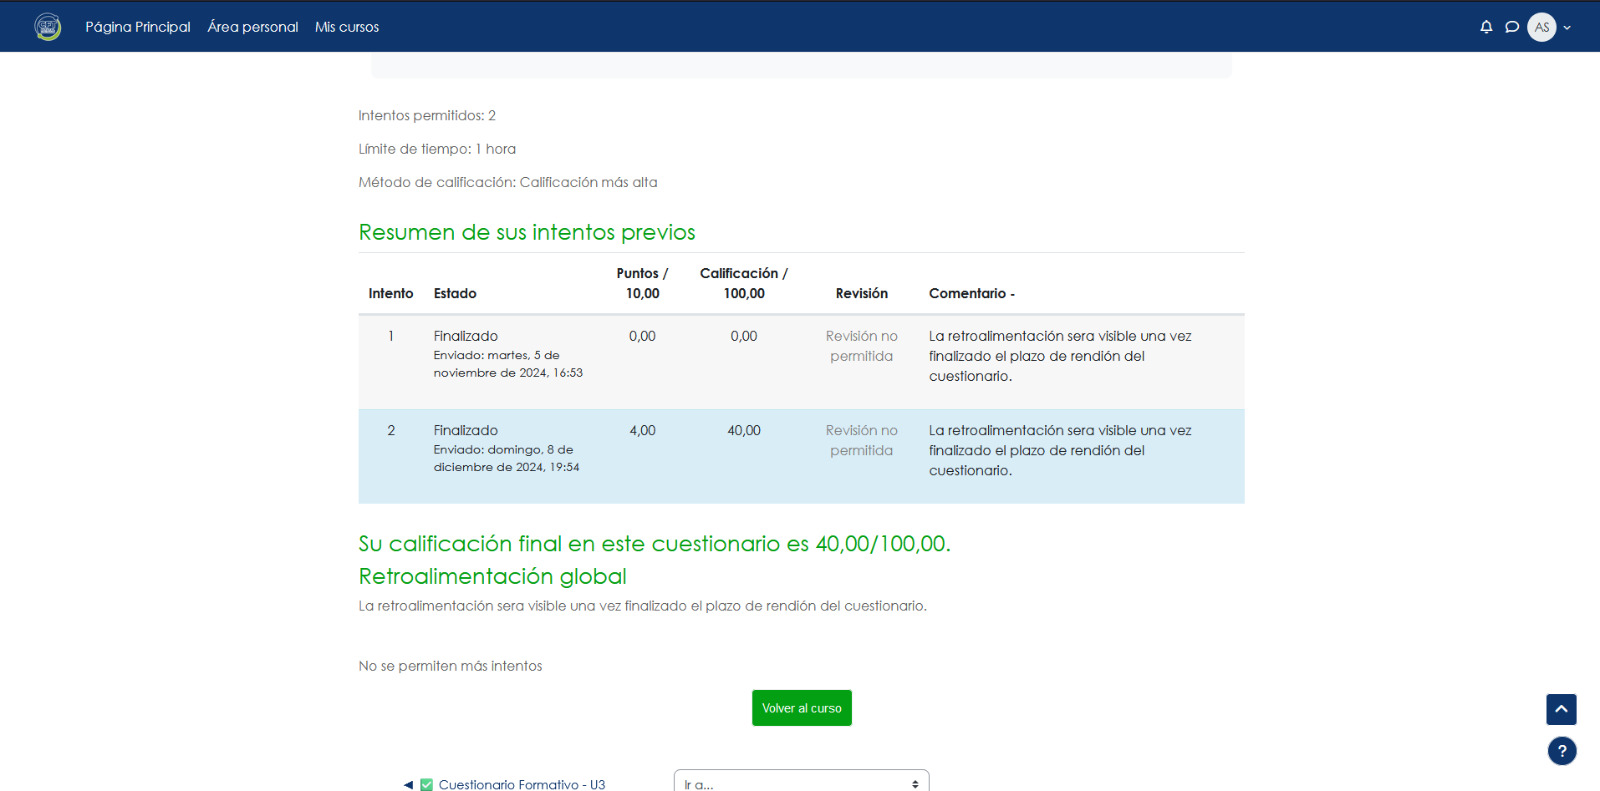 Página Principal Área personal Mis cursos AS
Intentos permitidos: 2
Límite de tiempo: 1 hora
Método de calificación: Calificación más alta
Resumen de sus intentos previos
Intento Estado Puntos / 10,00 Calificación / 100,00 Revisión Comentario -
1 Finalizado 0,00 0,00 Revisión no La retroalimentación sera visible una vez
Enviado: martes, 5 de permitida finalizado el plazo de rendión del
noviembre de 2024, 16:53 cuestionario.
2 Finalizado 4,00 40,00 Revisión no La retroalimentación sera visible una vez
Enviado: domingo, 8 de permitida finalizado el plazo de rendión del
diciembre de 2024, 19:54 cuestionario.
Su calificación final en este cuestionario es 40,00/100,00.
Retroalimentación global
La retroalimentación sera visible una vez finalizado el plazo de rendión del cuestionario.
No se permiten más intentos
Volver al curso
?
◄ ✅ Cuestionario Formativo - U3 Ir a...